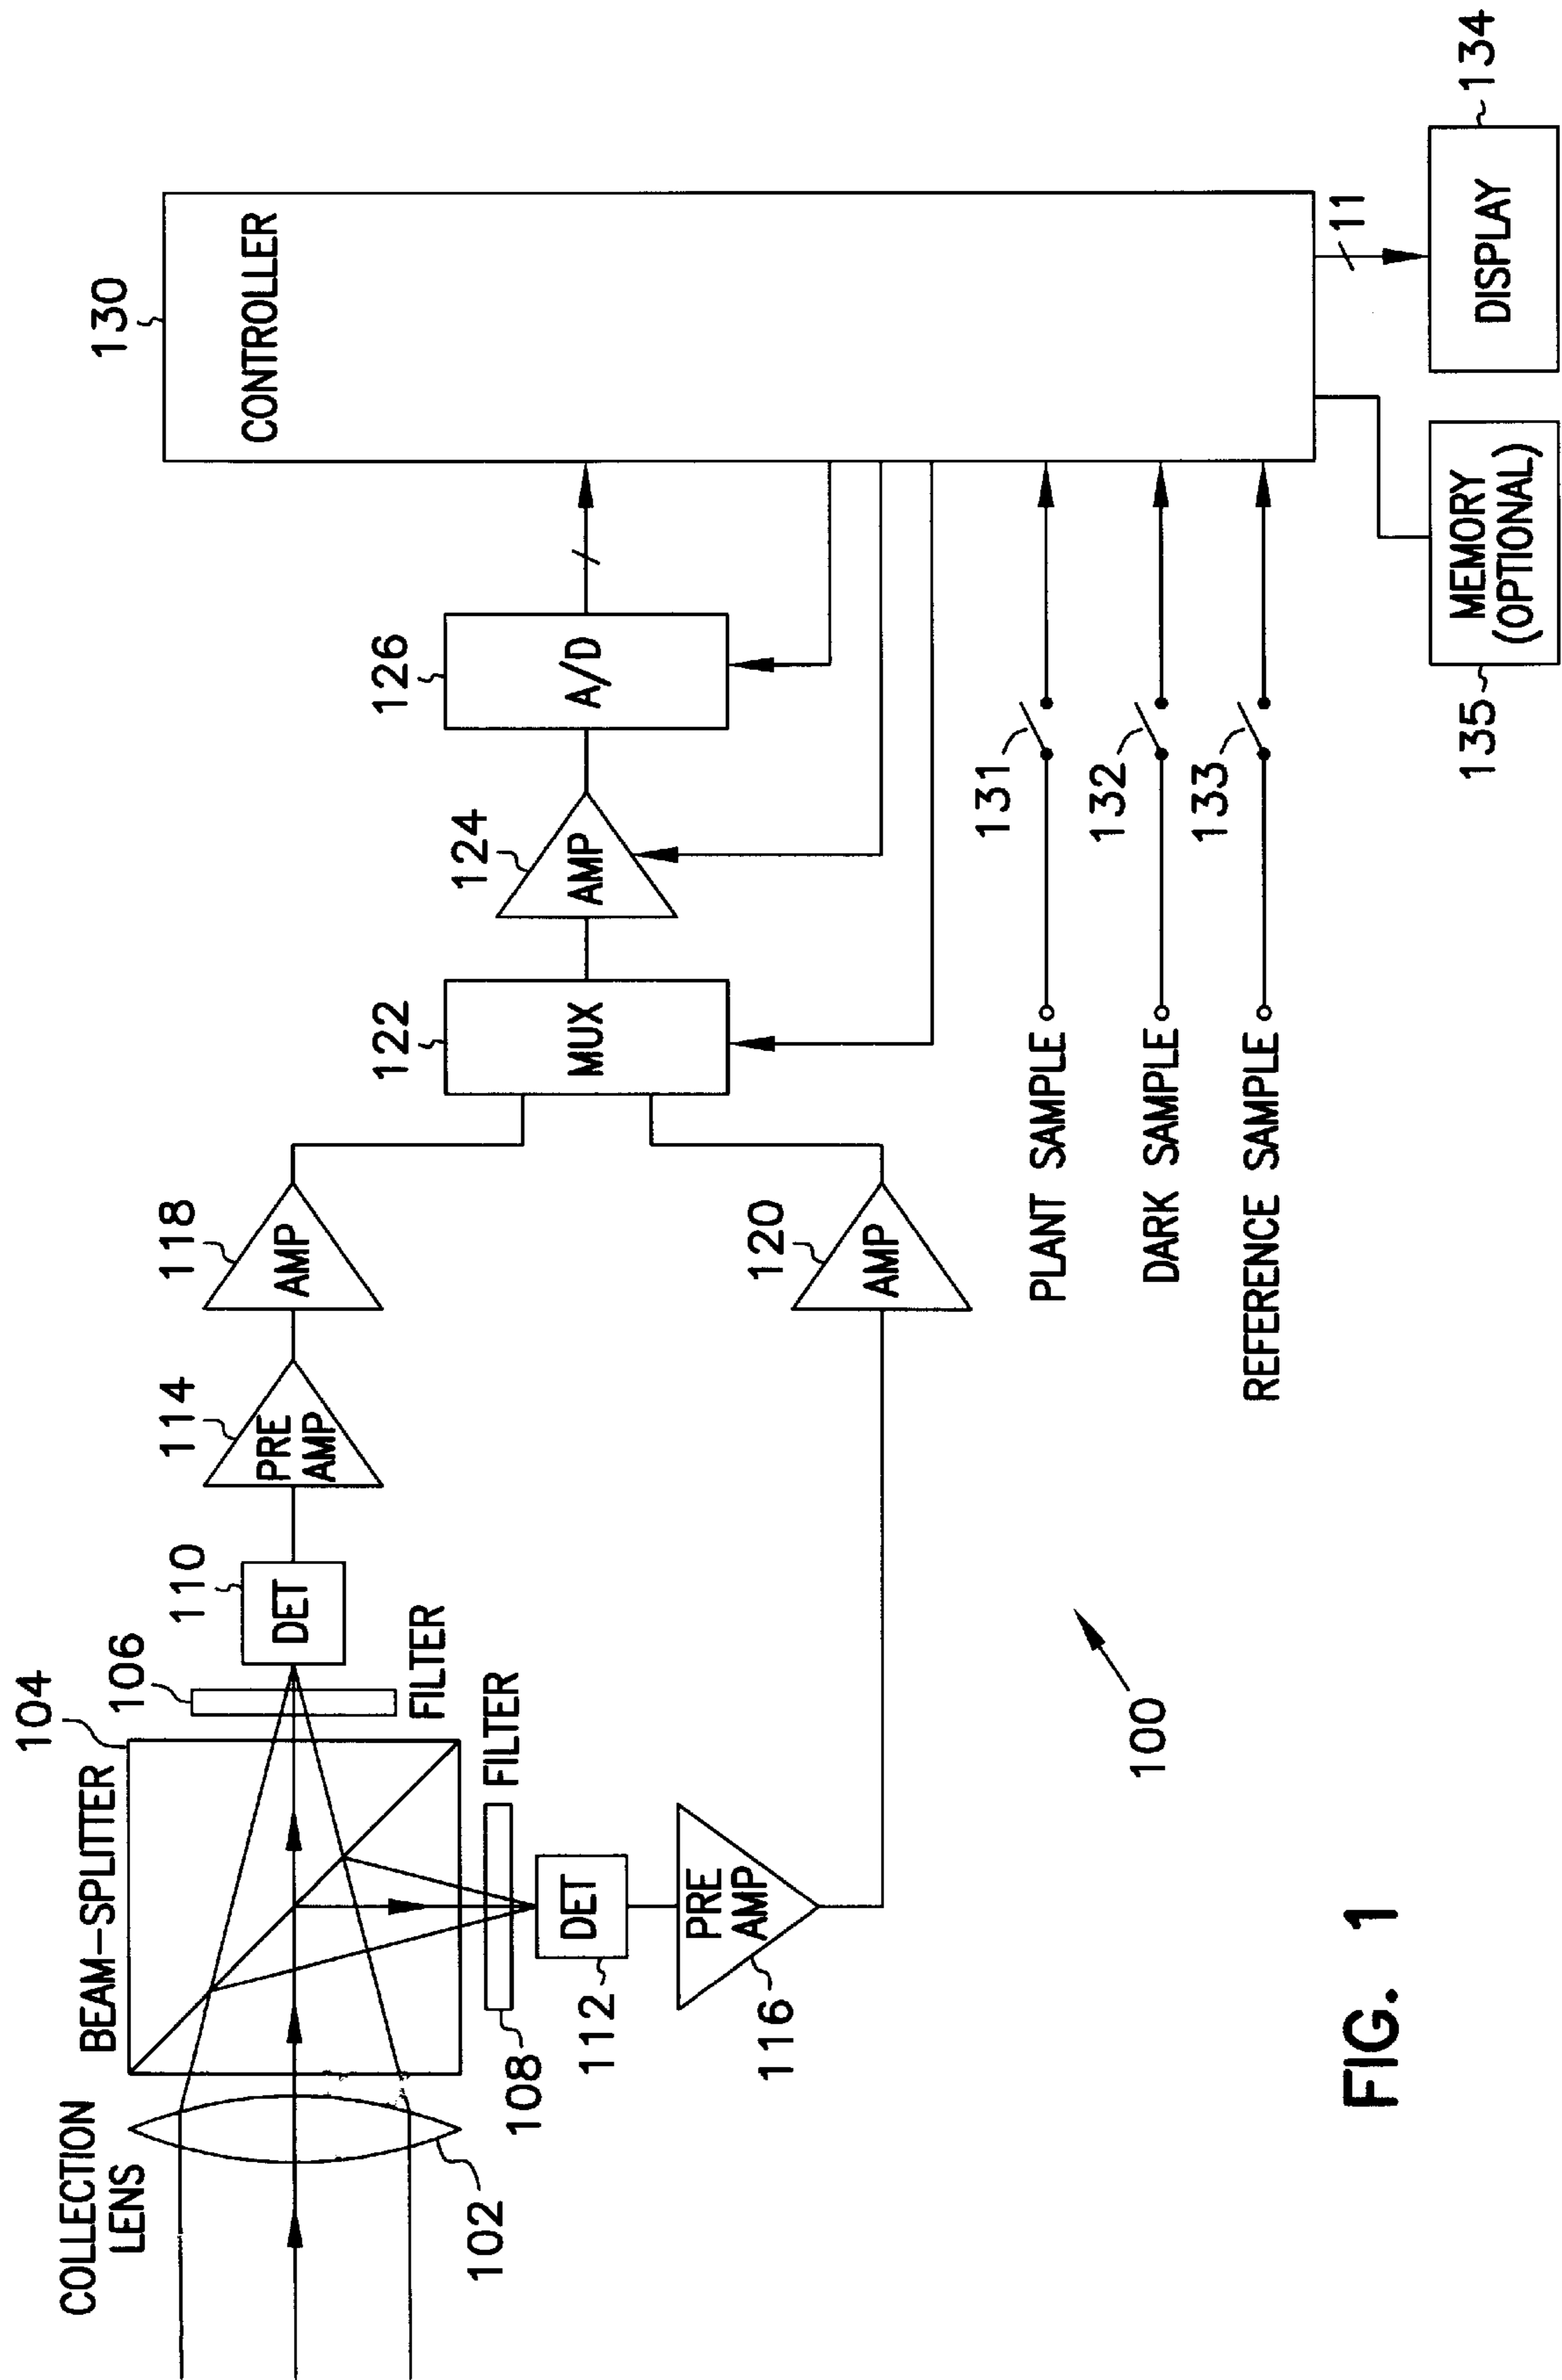 COLLECTION
LENS
102
BEAM-SPLITTER
104
106
FILTER
108
FILTER
110
DET
112
DET
114
PRE
AMP
116
PRE
AMP
118
AMP
120
AMP
122
MUX
124
AMP
126
A/D
130
CONTROLLER
PLANT SAMPLE
131
DARK SAMPLE
132
REFERENCE SAMPLE
133
135
MEMORY
(OPTIONAL)
11
DISPLAY
134
100
FIG. 1